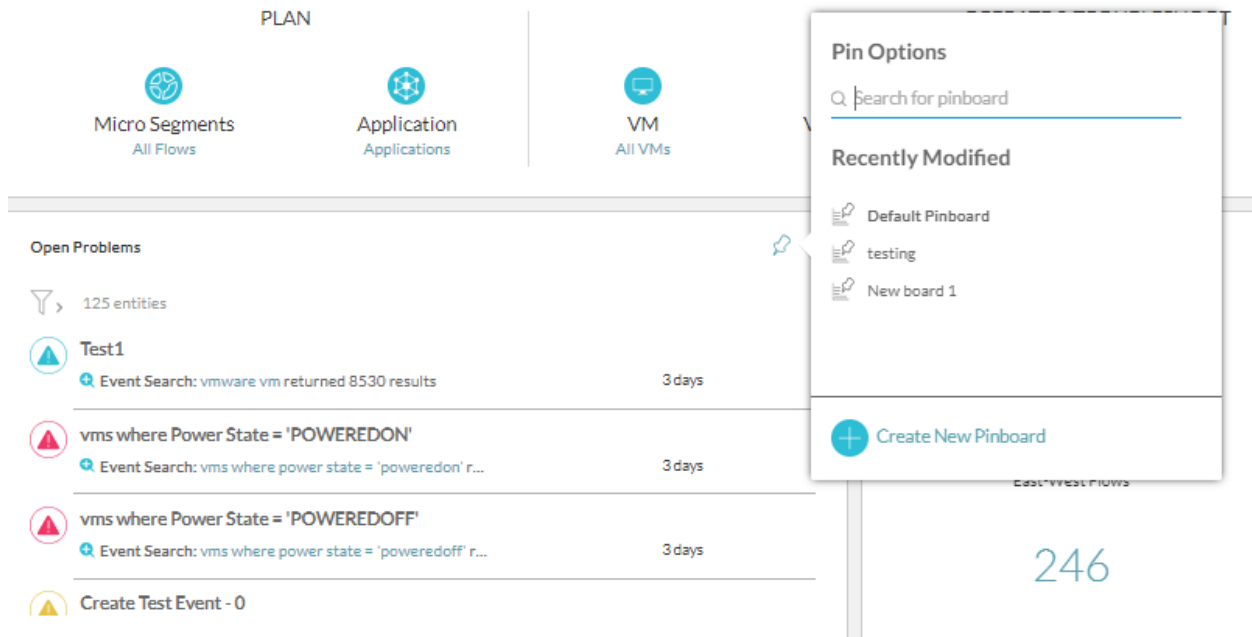 PLAN
Micro Segments
All Flows
Application
Applications
VM
All VMs
Open Problems
125 entities
Test1
Event Search: vmware vm returned 8530 results
3 days
vms where Power State = 'POWEREDON'
Event Search: vms where power state = 'poweredon' r...
3 days
vms where Power State = 'POWEREDOFF'
Event Search: vms where power state = 'poweredoff' r...
3 days
Create Test Event - 0
Pin Options
Search for pinboard
Recently Modified
Default Pinboard
testing
New board 1
Create New Pinboard
East-West Flows
246